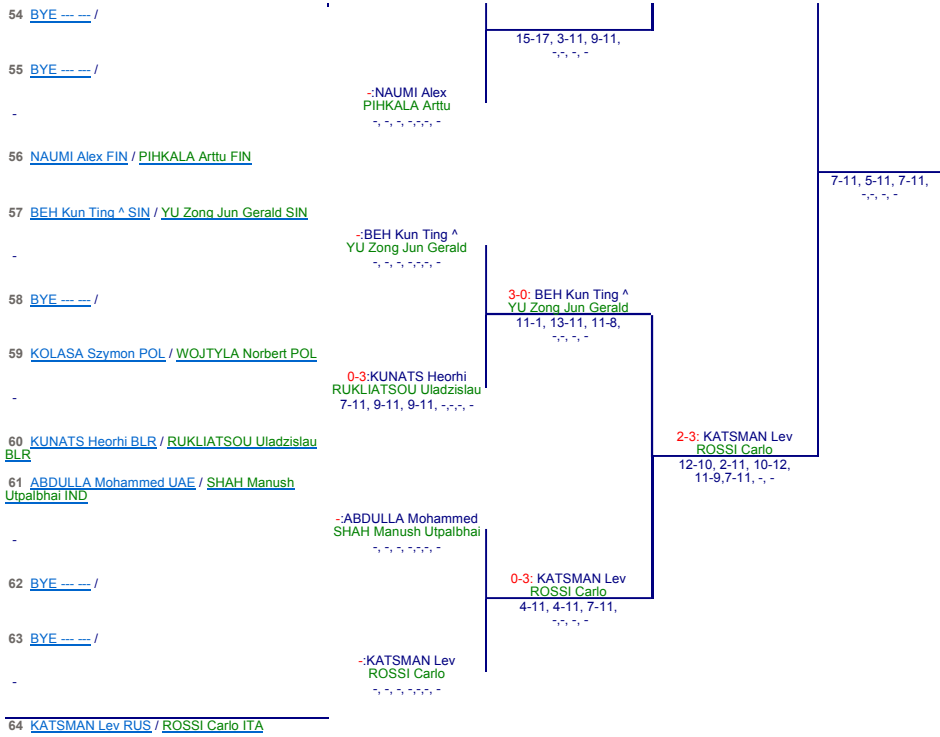 54 BYE --- --- /
15-17, 3-11, 9-11,
-,-, -, -
55 BYE --- --- /
-:NAUMI Alex
PIHKALA Arttu
-, -, -, -,-,-, -
-
56 NAUMI Alex FIN / PIHKALA Arttu FIN
7-11, 5-11, 7-11,
-,-, -, -
57 BEH Kun Ting ^ SIN / YU Zong Jun Gerald SIN
-:BEH Kun Ting ^
YU Zong Jun Gerald
-, -, -, -,-,-, -
-
58 BYE --- --- /
3-0: BEH Kun Ting ^
YU Zong Jun Gerald
11-1, 13-11, 11-8,
-,-, -, -
59 KOLASA Szymon POL / WOJTYLA Norbert POL
0-3:KUNATS Heorhi
RUKLIATSOU Uladzislau
7-11, 9-11, 9-11, -,-,-, -
-
60 KUNATS Heorhi BLR / RUKLIATSOU Uladzislau
BLR
2-3: KATSMAN Lev
ROSSI Carlo
12-10, 2-11, 10-12,
11-9,7-11, -, -
61 ABDULLA Mohammed UAE / SHAH Manush
Utpalbhai IND
-:ABDULLA Mohammed
SHAH Manush Utpalbhai
-, -, -, -,-,-, -
-
62 BYE --- --- /
0-3: KATSMAN Lev
ROSSI Carlo
4-11, 4-11, 7-11,
-,-, -, -
63 BYE --- --- /
-:KATSMAN Lev
ROSSI Carlo
-, -, -, -,-,-, -
-
64 KATSMAN Lev RUS / ROSSI Carlo ITA